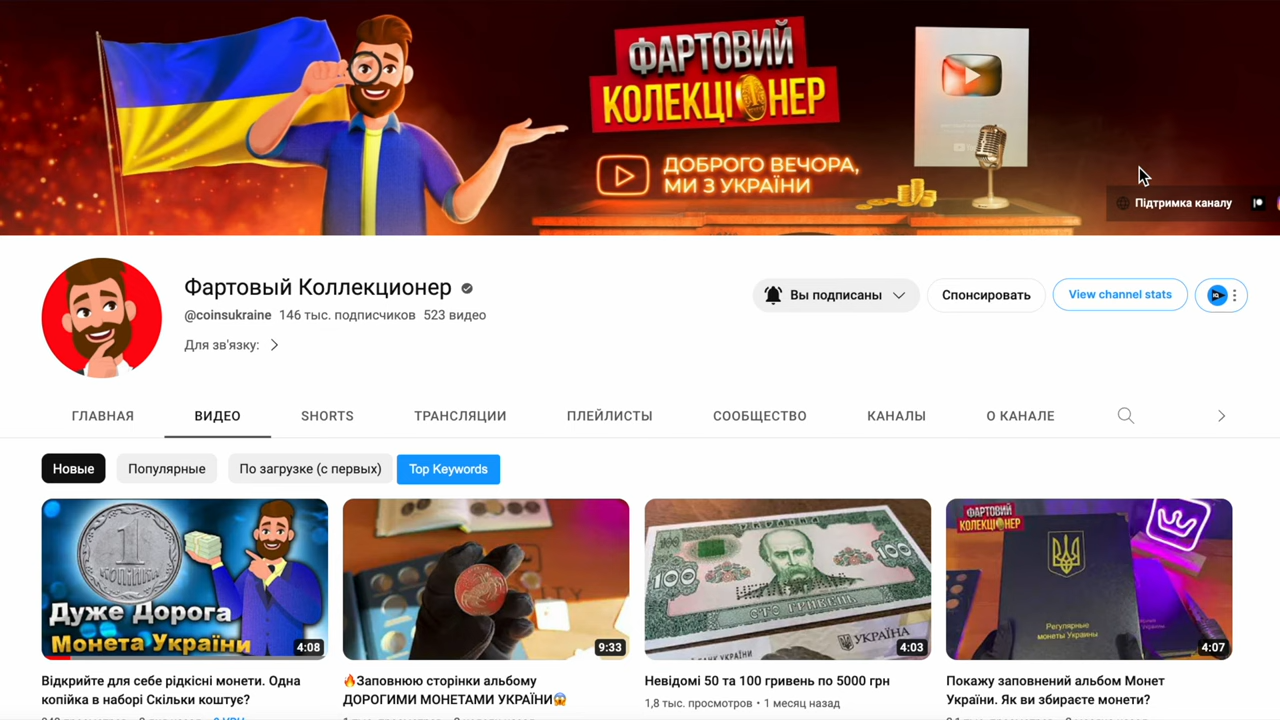 ФАРТОВИЙ
КОЛЕКЦІОНЕР
ДОБРОГО ВЕЧОРА,
МИ З УКРАЇНИ
Підтримка каналу
Фартовый Коллекционер
@coinsukraine 146 тыс. подписчиков 523 видео
Для зв'язку:
Вы подписаны
Спонсировать
View channel stats
ГЛАВНАЯ ВИДЕО SHORTS ТРАНСЛЯЦИИ ПЛЕЙЛИСТЫ СООБЩЕСТВО КАНАЛЫ О КАНАЛЕ
Новые Популярные По загрузке (с первых) Top Keywords
1
КОПІЙКА
Дуже Дорога
Монета України
4:08
9:33
УКРАЇНА
100
100
СТО ГРИВЕНЬ
УКРАЇНА
4:03
ФАРТОВИЙ
КОЛЕКЦІОНЕР
Регулярные
монеты Украины
4:07
Відкрийте для себе рідкісні монети. Одна
копійка в наборі Скільки коштує?
🔥Заповнюю сторінки альбому
ДОРОГИМИ МОНЕТАМИ УКРАЇНИ😱
Невідомі 50 та 100 гривень по 5000 грн
1,8 тыс. просмотров • 1 месяц назад
Покажу заповнений альбом Монет
України. Як ви збираєте монети?